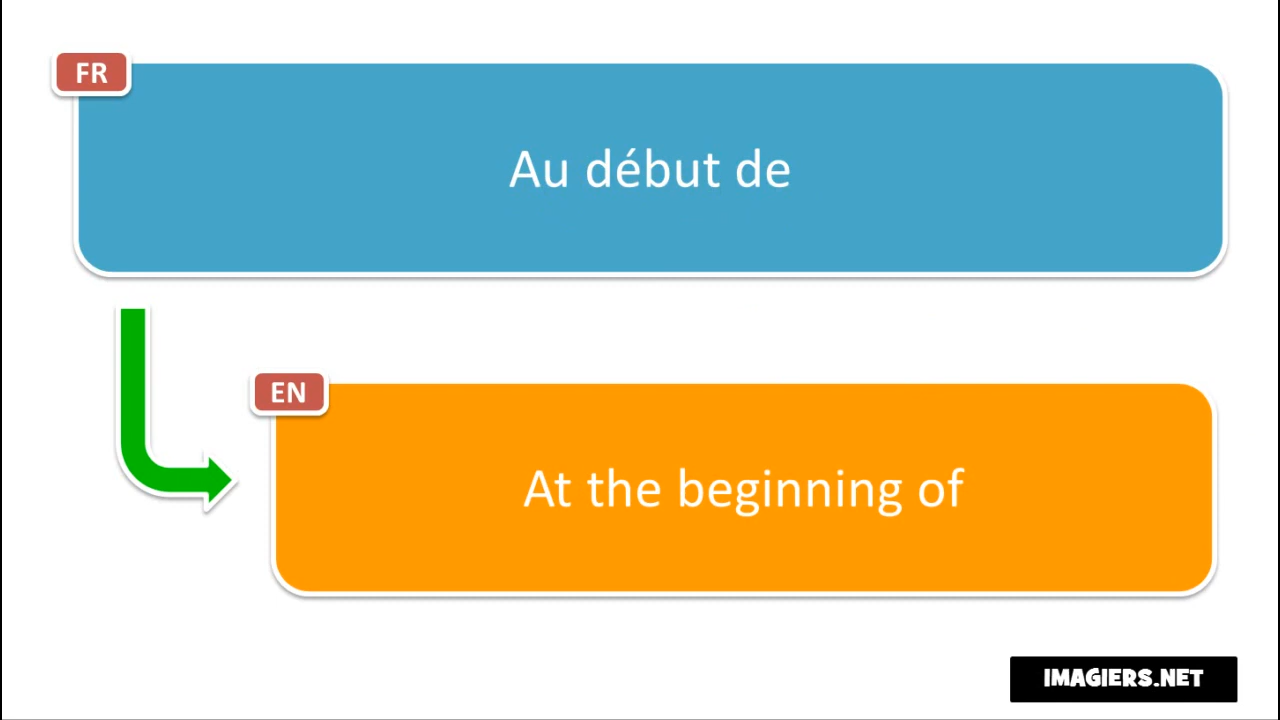 FR
Au début de
EN
At the beginning of
IMAGIERS.NET